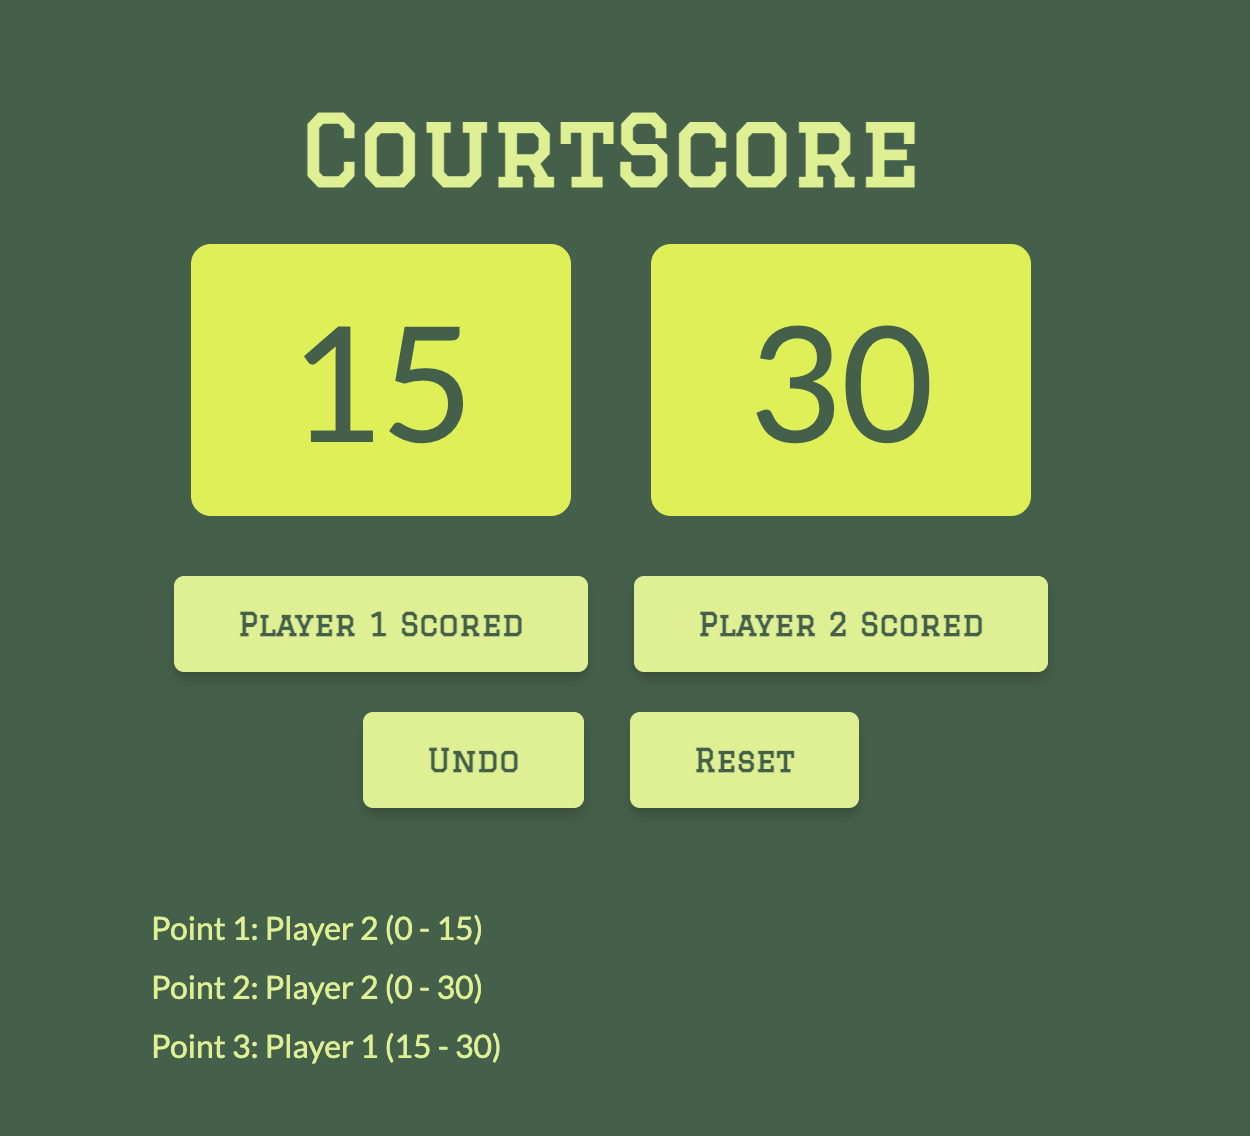 CourtScore
15 30
Player 1 Scored Player 2 Scored
Undo Reset
Point 1: Player 2 (0 - 15)
Point 2: Player 2 (0 - 30)
Point 3: Player 1 (15 - 30)